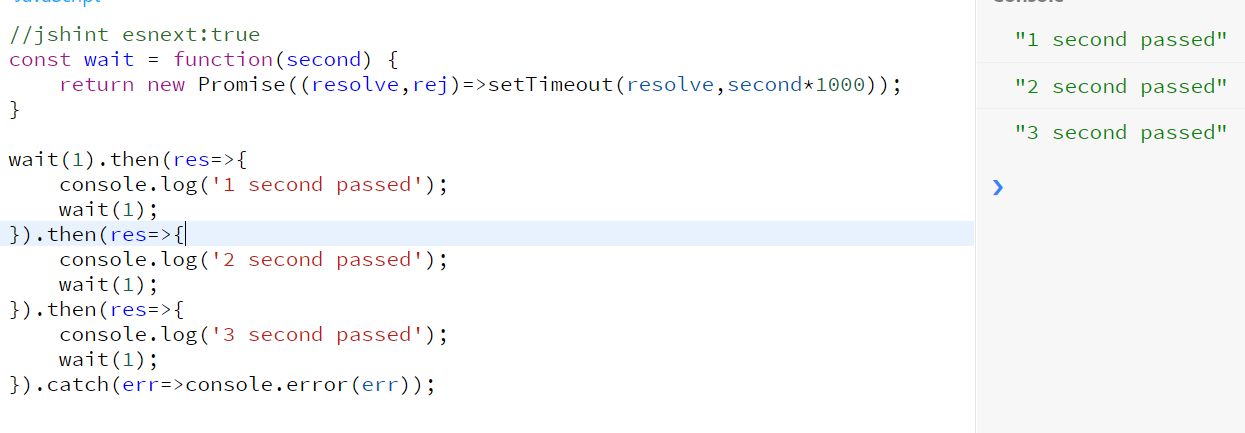 JavaScript
Console
//jshint esnext:true
const wait = function(second) {
    return new Promise((resolve,rej)=>setTimeout(resolve,second*1000));
}
wait(1).then(res=>{
    console.log('1 second passed');
    wait(1);
}).then(res=>{
    console.log('2 second passed');
    wait(1);
}).then(res=>{
    console.log('3 second passed');
    wait(1);
}).catch(err=>console.error(err));
"1 second passed"
"2 second passed"
"3 second passed"